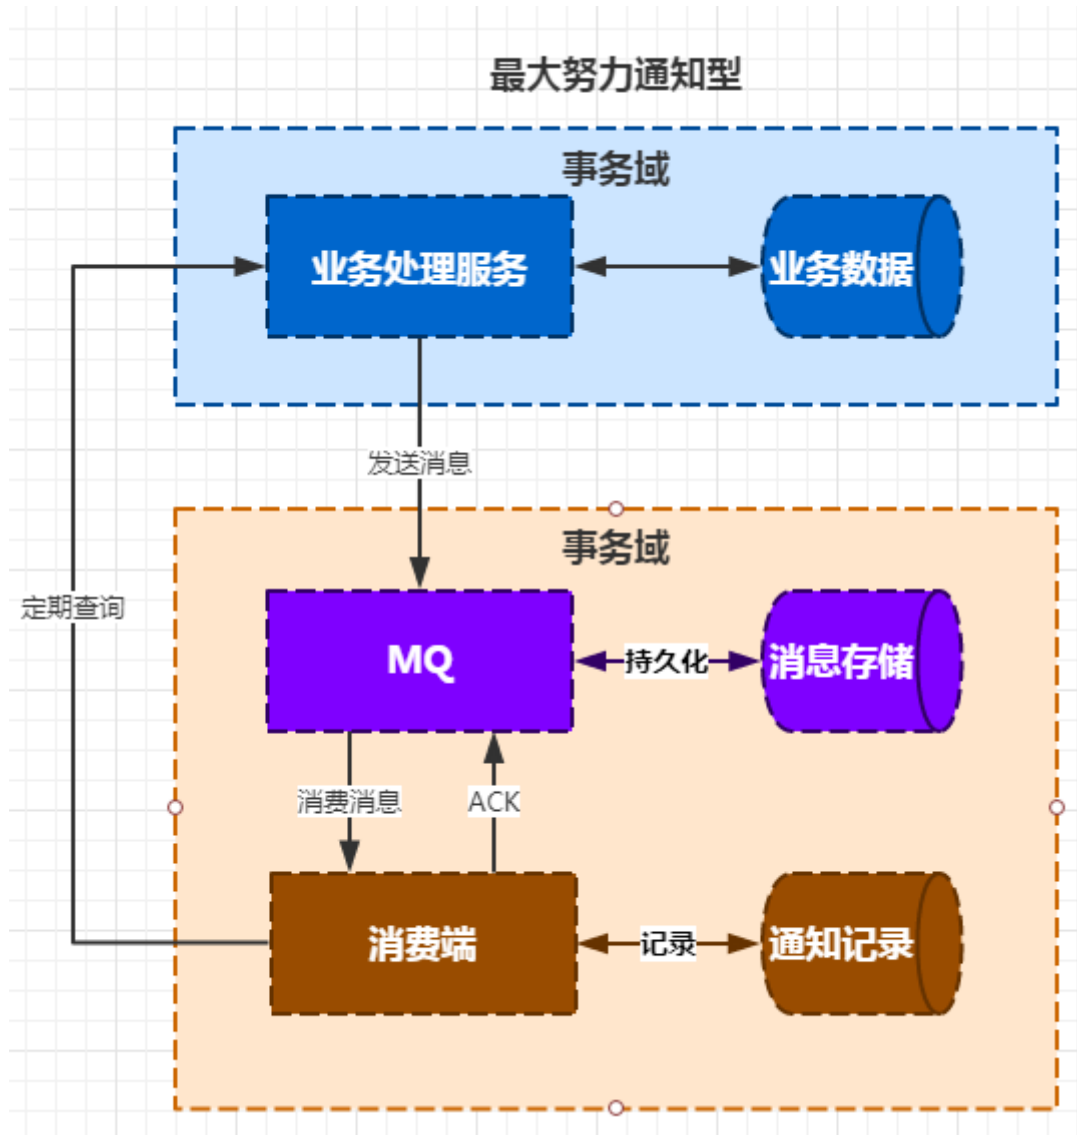 最大努力通知型
事务域
业务处理服务
业务数据
发送消息
事务域
定期查询
MQ
持久化
消息存储
消费消息
ACK
消费端
记录
通知记录